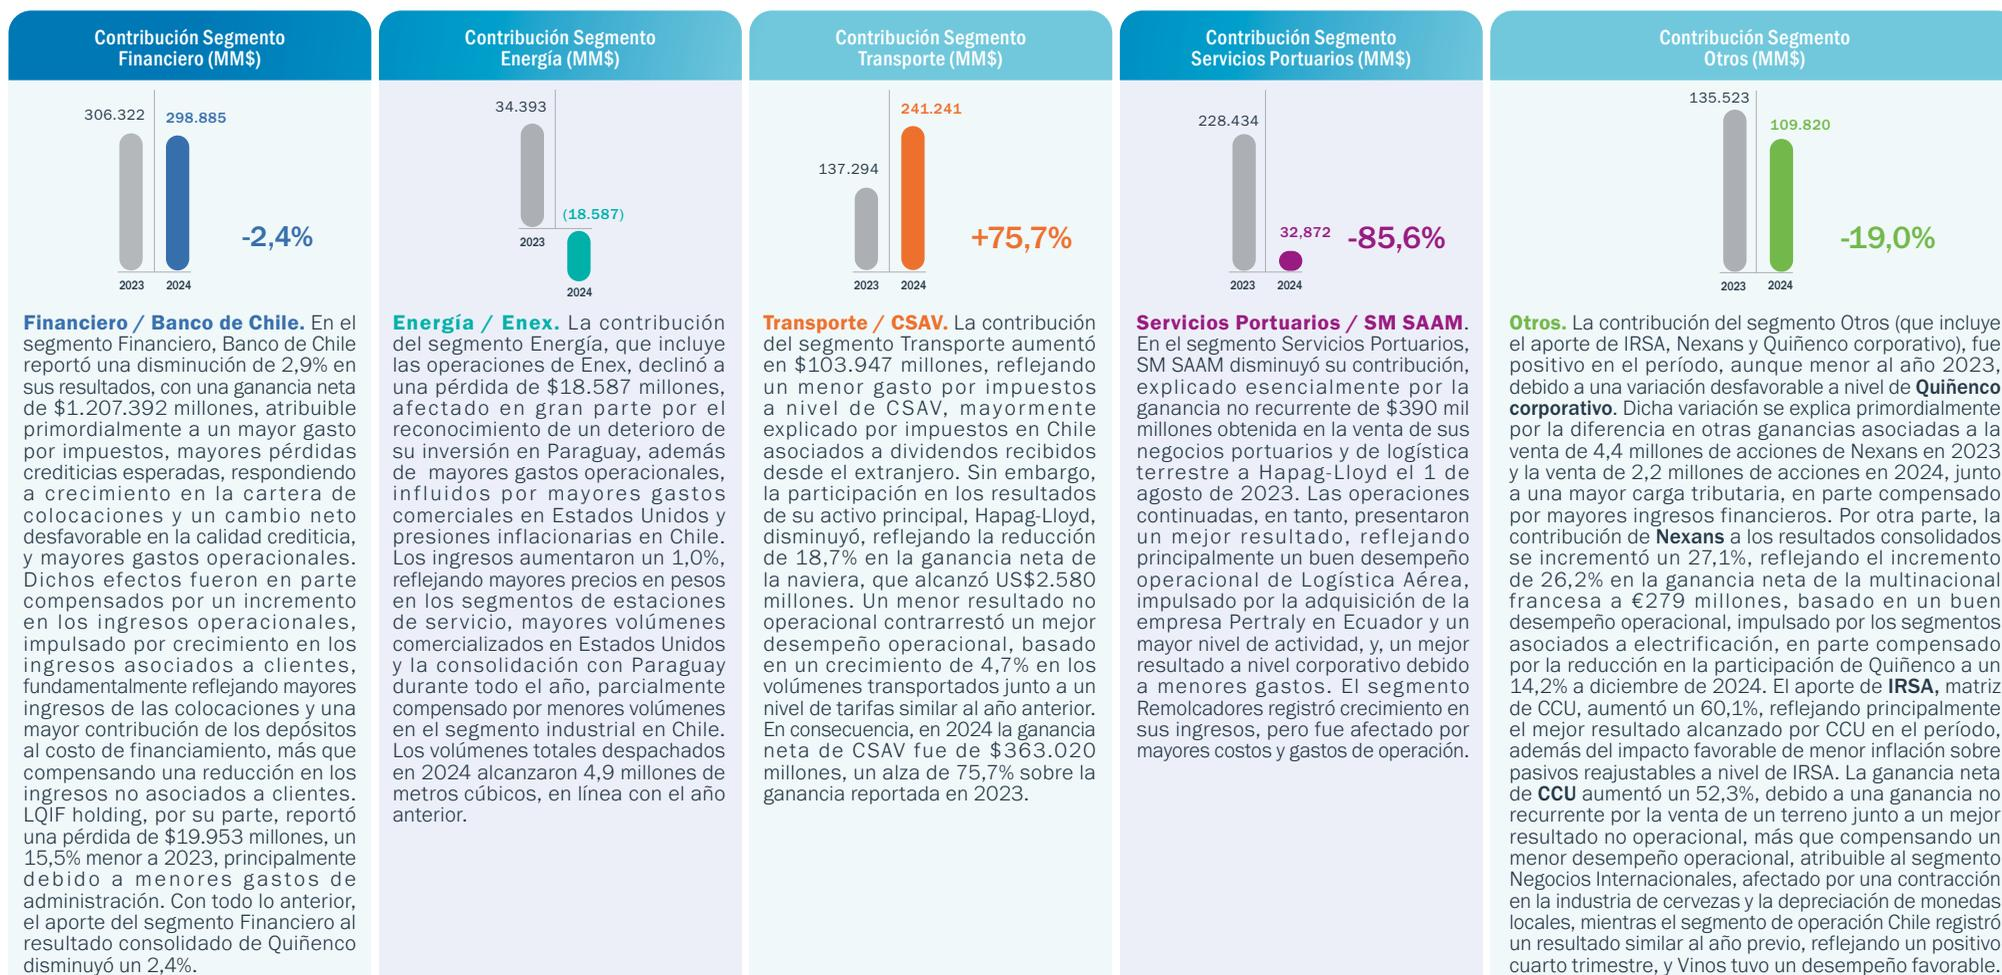 Contribución Segmento
Financiero (MM$)
306.322
298.885
-2,4%
2023
2024
Financiero / Banco de Chile. En el
segmento Financiero, Banco de Chile
reportó una disminución de 2,9% en
sus resultados, con una ganancia neta
de $1.207.392 millones, atribuible
primordialmente a un mayor gasto
por impuestos, mayores pérdidas
crediticias esperadas, respondiendo
a crecimiento en la cartera de
colocaciones y un cambio neto
desfavorable en la calidad crediticia,
y mayores gastos operacionales.
Dichos efectos fueron en parte
compensados por un incremento
en los ingresos operacionales,
impulsado por crecimiento en los
ingresos asociados a clientes,
fundamentalmente reflejando mayores
ingresos de las colocaciones y una
mayor contribución de los depósitos
al costo de financiamiento, más que
compensando una reducción en los
ingresos no asociados a clientes.
LQIF holding, por su parte, reportó
una pérdida de $19.953 millones, un
15,5% menor a 2023, principalmente
debido a menores gastos de
administración. Con todo lo anterior,
el aporte del segmento Financiero al
resultado consolidado de Quiñenco
disminuyó un 2,4%.
Contribución Segmento
Energía (MM$)
34.393
(18.587)
2023
2024
Energía / Enex. La contribución
del segmento Energía, que incluye
las operaciones de Enex, declinó a
una pérdida de $18.587 millones,
afectado en gran parte por el
reconocimiento de un deterioro de
su inversión en Paraguay, además
de mayores gastos operacionales,
influidos por mayores gastos
comerciales en Estados Unidos y
presiones inflacionarias en Chile.
Los ingresos aumentaron un 1,0%,
reflejando mayores precios en pesos
en los segmentos de estaciones
de servicio, mayores volúmenes
comercializados en Estados Unidos
y la consolidación con Paraguay
durante todo el año, parcialmente
compensado por menores volúmenes
en el segmento industrial en Chile.
Los volúmenes totales despachados
en 2024 alcanzaron 4,9 millones de
metros cúbicos, en línea con el año
anterior.
Contribución Segmento
Transporte (MM$)
241.241
137.294
+75,7%
2023
2024
Transporte / CSAV. La contribución
del segmento Transporte aumentó
en $103.947 millones, reflejando
un menor gasto por impuestos
a nivel de CSAV, mayormente
explicado por impuestos en Chile
asociados a dividendos recibidos
desde el extranjero. Sin embargo,
la participación en los resultados
de su activo principal, Hapag-Lloyd,
disminuyó, reflejando la reducción
de 18,7% en la ganancia neta de
la naviera, que alcanzó US$2.580
millones. Un menor resultado no
operacional contrarrestó un mejor
desempeño operacional, basado
en un crecimiento de 4,7% en los
volúmenes transportados junto a un
nivel de tarifas similar al año anterior.
En consecuencia, en 2024 la ganancia
neta de CSAV fue de $363.020
millones, un alza de 75,7% sobre la
ganancia reportada en 2023.
Contribución Segmento
Servicios Portuarios (MM$)
228.434
32,872
-85,6%
2023
2024
Servicios Portuarios / SM SAAM.
En el segmento Servicios Portuarios,
SM SAAM disminuyó su contribución,
explicado esencialmente por la
ganancia no recurrente de $390 mil
millones obtenida en la venta de sus
negocios portuarios y de logística
terrestre a Hapag-Lloyd el 1 de
agosto de 2023. Las operaciones
continuadas, en tanto, presentaron
un mejor resultado, reflejando
principalmente un buen desempeño
operacional de Logística Aérea,
impulsado por la adquisición de la
empresa Pertraly en Ecuador y un
mayor nivel de actividad, y, un mejor
resultado a nivel corporativo debido
a menores gastos. El segmento
Remolcadores registró crecimiento en
sus ingresos, pero fue afectado por
mayores costos y gastos de operación.
Contribución Segmento
Otros (MM$)
135.523
109.820
-19,0%
2023
2024
Otros. La contribución del segmento Otros (que incluye
el aporte de IRSA, Nexans y Quiñenco corporativo), fue
positivo en el período, aunque menor al año 2023,
debido a una variación desfavorable a nivel de Quiñenco
corporativo. Dicha variación se explica primordialmente
por la diferencia en otras ganancias asociadas a la
venta de 4,4 millones de acciones de Nexans en 2023
y la venta de 2,2 millones de acciones en 2024, junto
a una mayor carga tributaria, en parte compensado
por mayores ingresos financieros. Por otra parte, la
contribución de Nexans a los resultados consolidados
se incrementó un 27,1%, reflejando el incremento
de 26,2% en la ganancia neta de la multinacional
francesa a €279 millones, basado en un buen
desempeño operacional, impulsado por los segmentos
asociados a electrificación, en parte compensado
por la reducción en la participación de Quiñenco a un
14,2% a diciembre de 2024. El aporte de IRSA, matriz
de CCU, aumentó un 60,1%, reflejando principalmente
el mejor resultado alcanzado por CCU en el período,
además del impacto favorable de menor inflación sobre
pasivos reajustables a nivel de IRSA. La ganancia neta
de CCU aumentó un 52,3%, debido a una ganancia no
recurrente por la venta de un terreno junto a un mejor
resultado no operacional, más que compensando un
menor desempeño operacional, atribuible al segmento
Negocios Internacionales, afectado por una contracción
en la industria de cervezas y la depreciación de monedas
locales, mientras el segmento de operación Chile registró
un resultado similar al año previo, reflejando un positivo
cuarto trimestre, y Vinos tuvo un desempeño favorable.